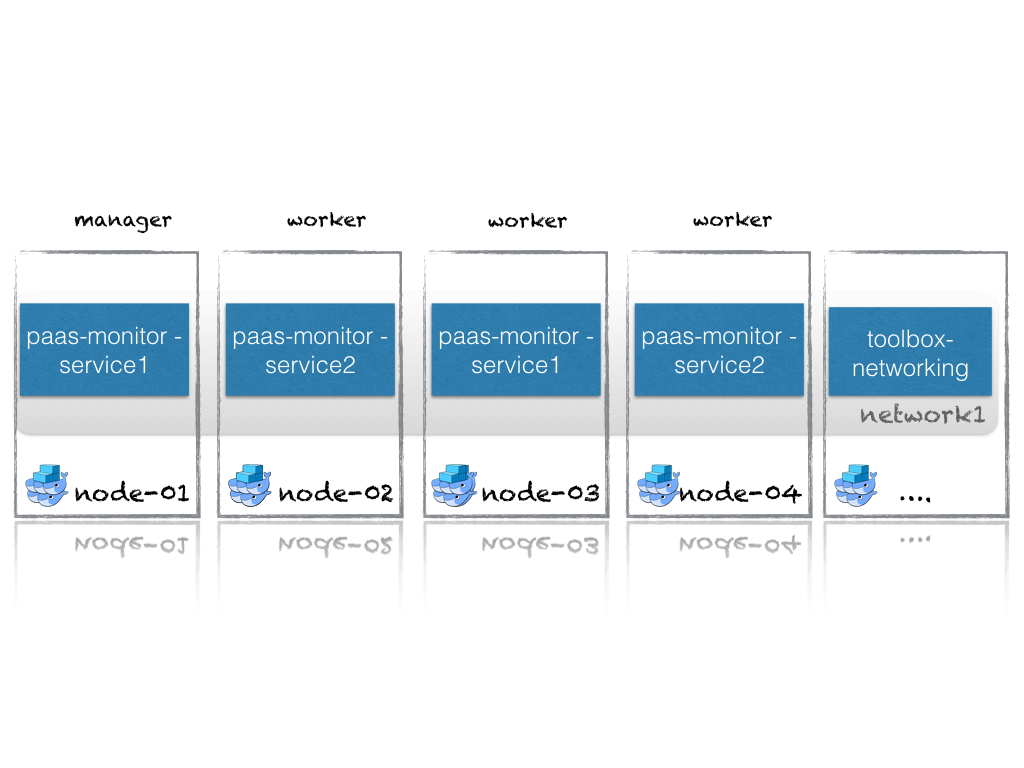 manager
worker
worker
worker
paas-monitor -
service1
paas-monitor -
service2
paas-monitor -
service1
paas-monitor -
service2
toolbox-
networking
network1
node-01
node-02
node-03
node-04
....